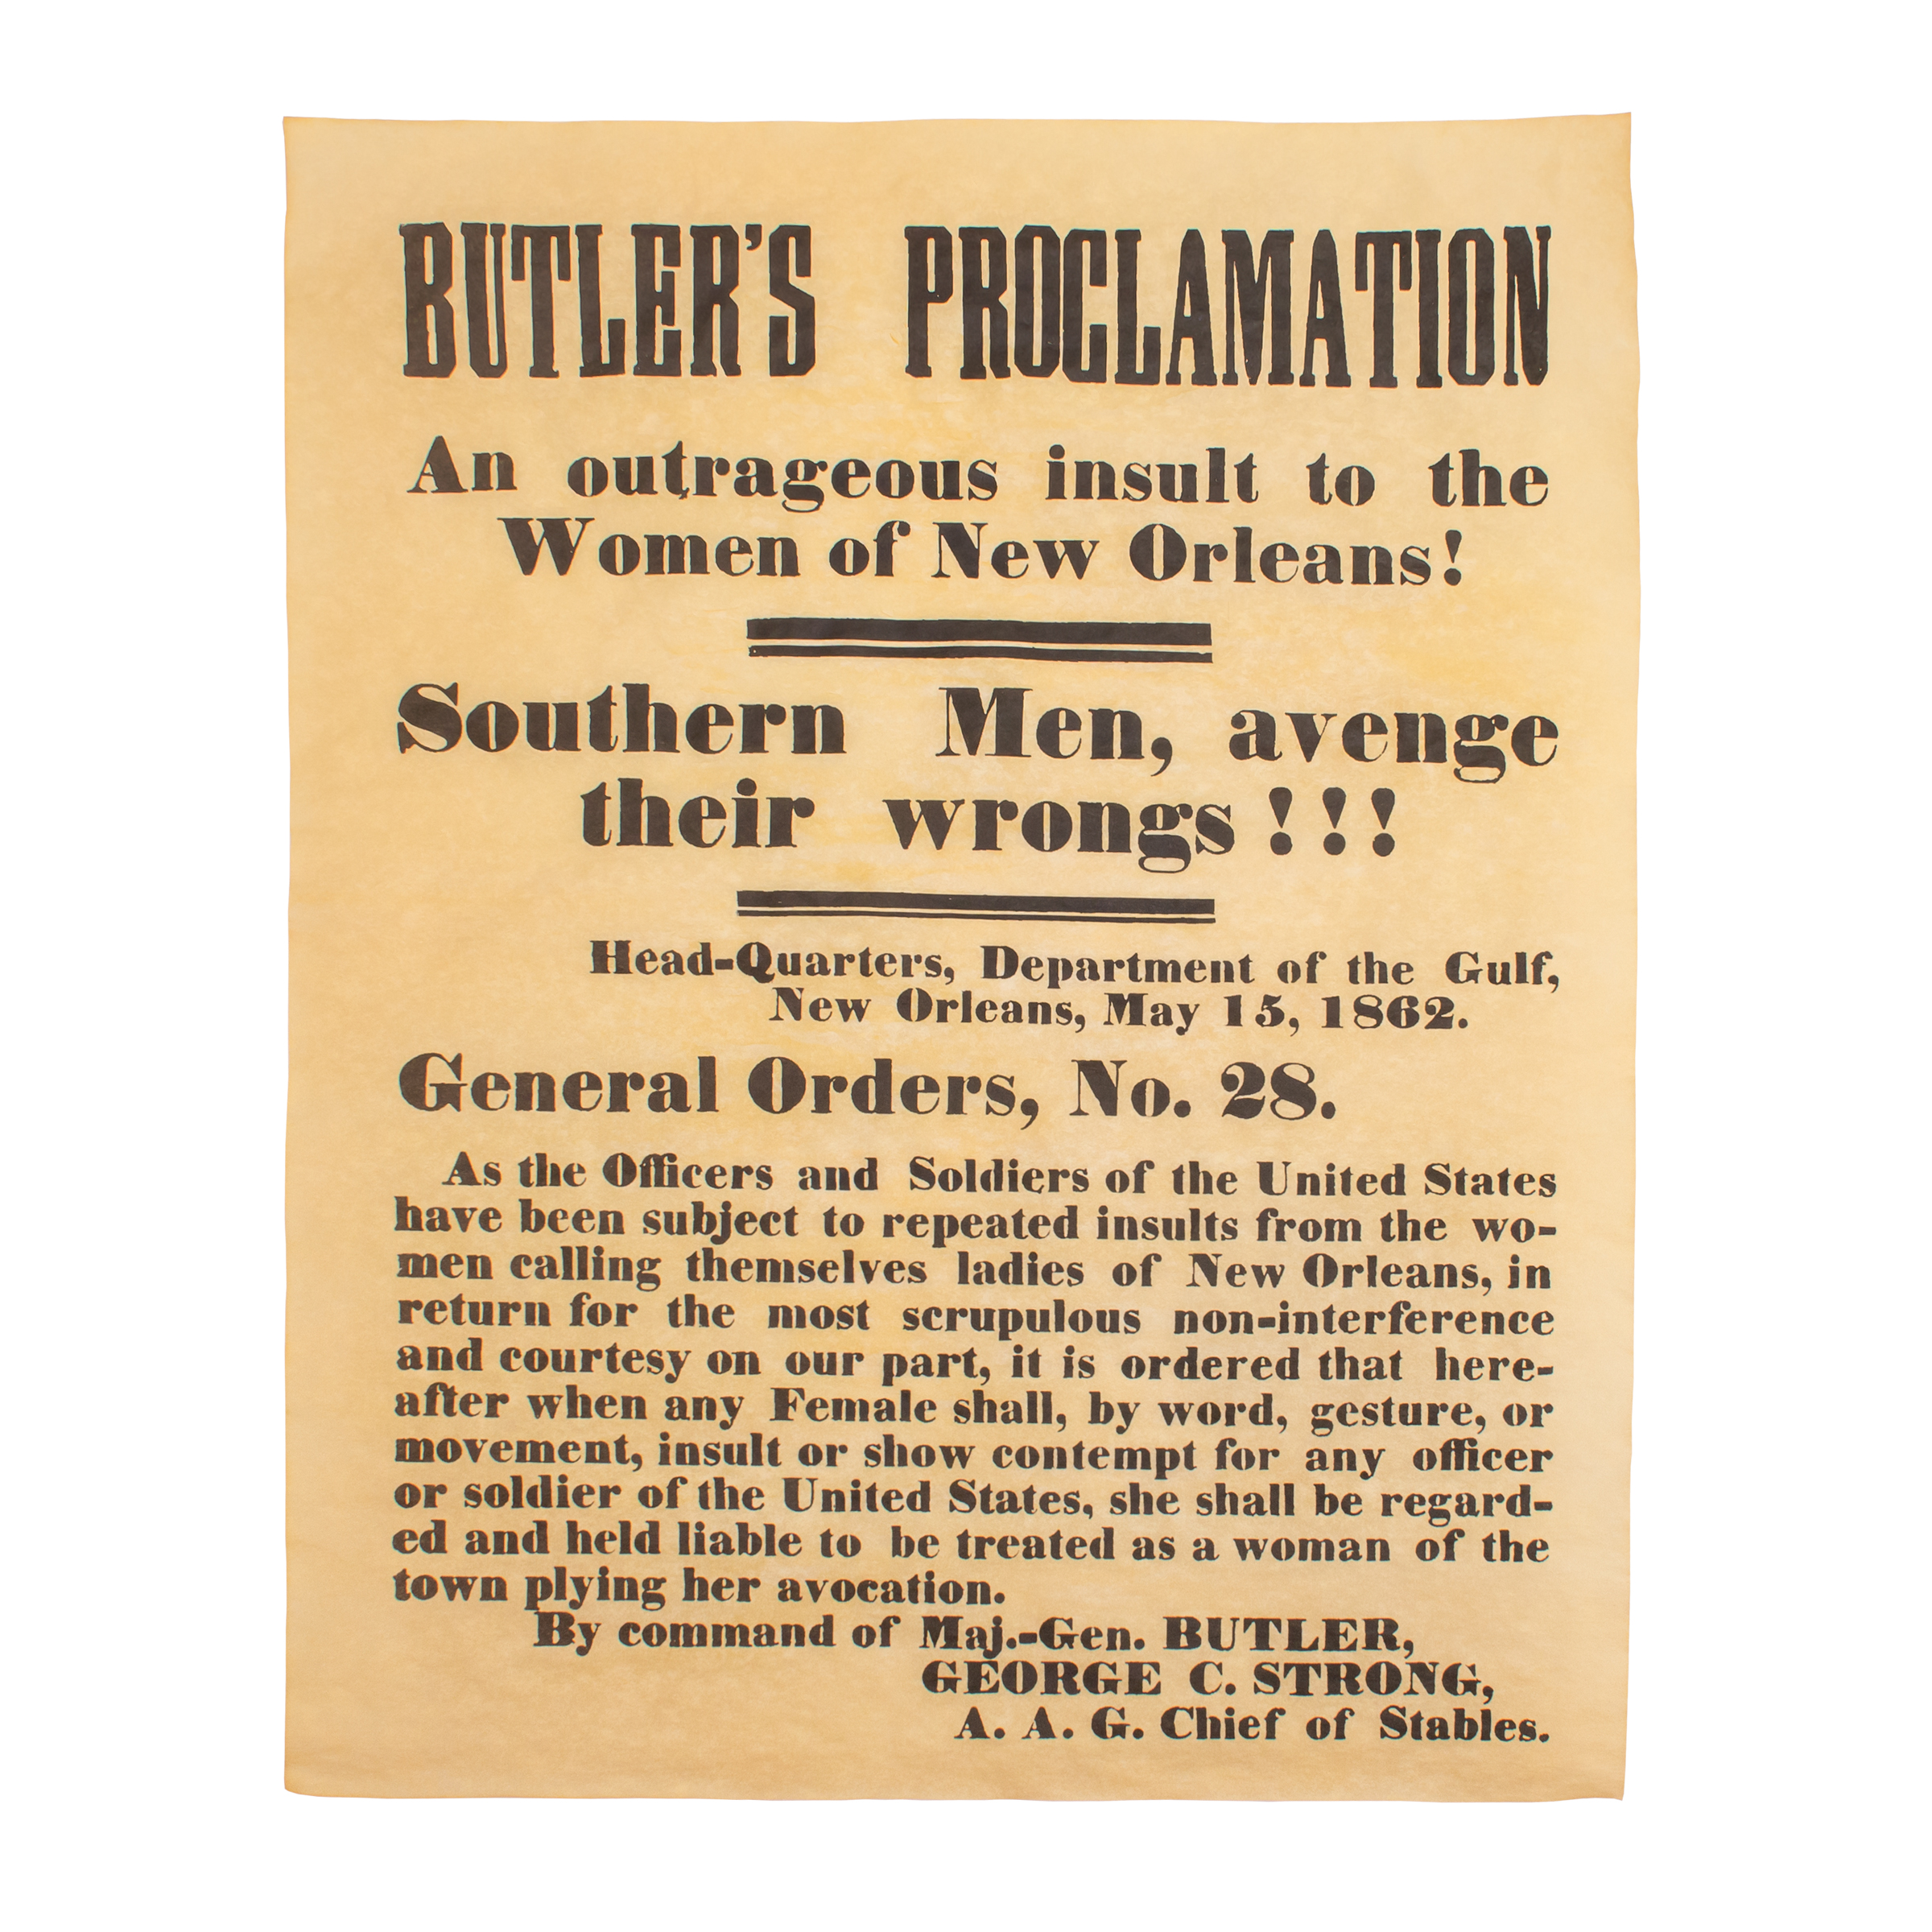 BUTLER'S PROCLAMATION
An outrageous insult to the
Women of New Orleans!
Southern Men, avenge
their wrongs!!!
Head-Quarters, Department of the Gulf,
New Orleans, May 15, 1862.
General Orders, No. 28.
As the Officers and Soldiers of the United States
have been subject to repeated insults from the wo-
men calling themselves ladies of New Orleans, in
return for the most scrupulous non-interference
and courtesy on our part, it is ordered that here-
after when any Female shall, by word, gesture, or
movement, insult or show contempt for any officer
or soldier of the United States, she shall be regard-
ed and held liable to be treated as a woman of the
town plying her avocation.
By command of Maj.-Gen. BUTLER,
GEORGE C. STRONG,
A. A. G. Chief of Stables.